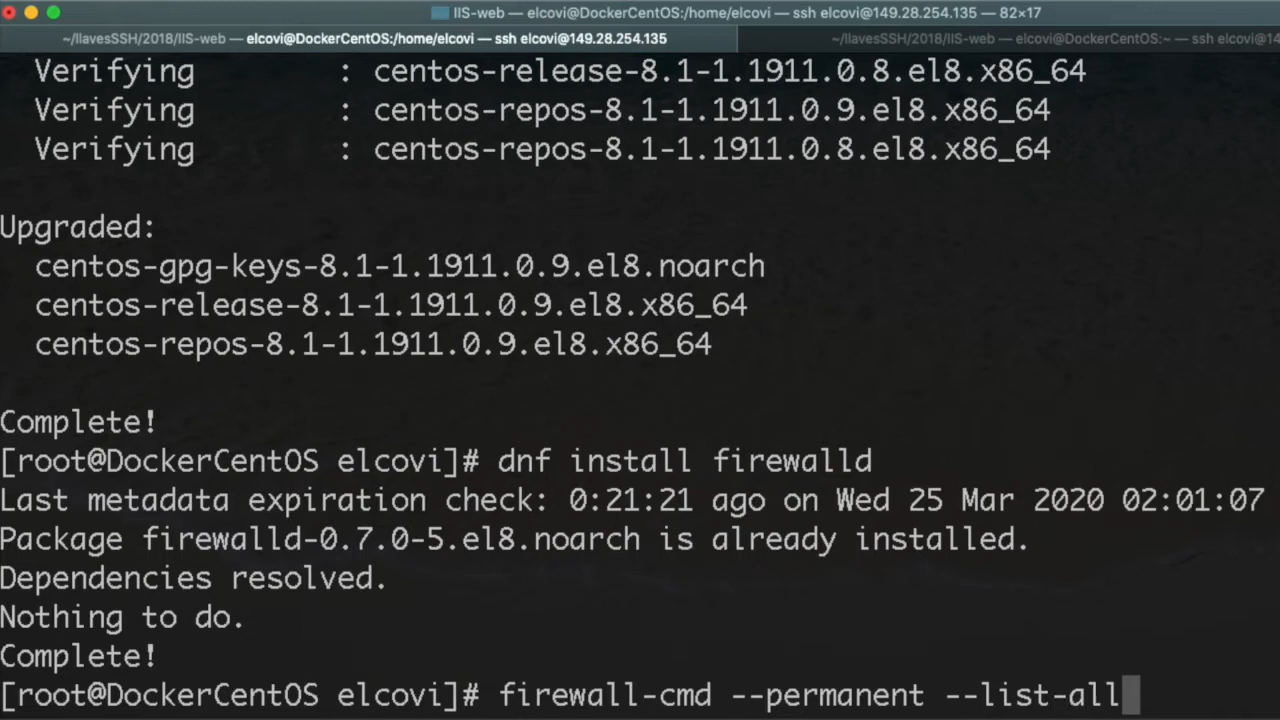 IIS-web — elcovi@DockerCentOS:/home/elcovi — ssh elcovi@149.28.254.135 — 82×17
~/llavesSSH/2018/IIS-web — elcovi@DockerCentOS:/home/elcovi — ssh elcovi@149.28.254.135
~/llavesSSH/2018/IIS-web — elcovi@DockerCentOS:~ — ssh elcovi@14
Verifying : centos-release-8.1-1.1911.0.8.el8.x86_64
Verifying : centos-repos-8.1-1.1911.0.9.el8.x86_64
Verifying : centos-repos-8.1-1.1911.0.8.el8.x86_64
Upgraded:
centos-gpg-keys-8.1-1.1911.0.9.el8.noarch
centos-release-8.1-1.1911.0.9.el8.x86_64
centos-repos-8.1-1.1911.0.9.el8.x86_64
Complete!
[root@DockerCentOS elcovi]# dnf install firewalld
Last metadata expiration check: 0:21:21 ago on Wed 25 Mar 2020 02:01:07
Package firewalld-0.7.0-5.el8.noarch is already installed.
Dependencies resolved.
Nothing to do.
Complete!
[root@DockerCentOS elcovi]# firewall-cmd --permanent --list-all